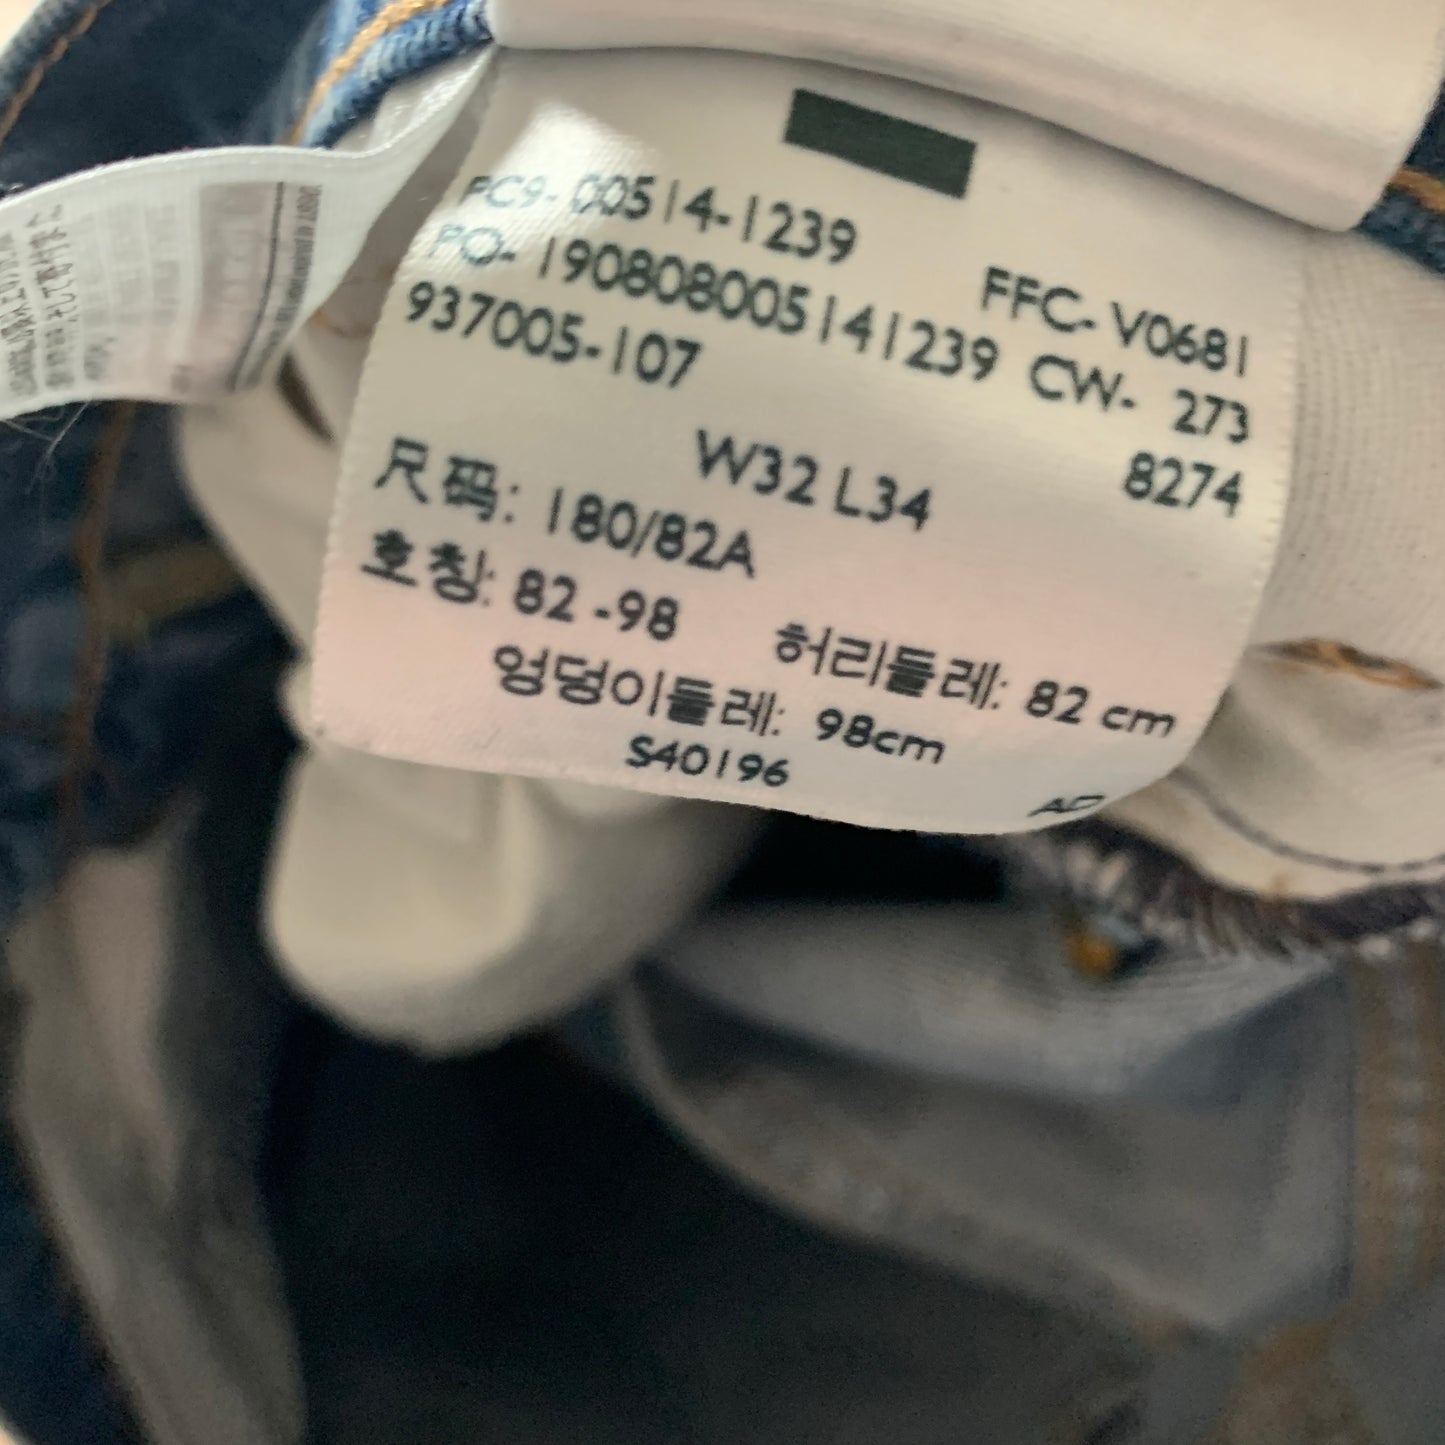 PC9- 00514-1239
FFC- V0681
PO- 190808005141239 CW- 273
937005-107
8274
W32 L34
尺码: 180/82A
호칭: 82 -98
허리둘레: 82 cm
엉덩이둘레: 98cm
S40196